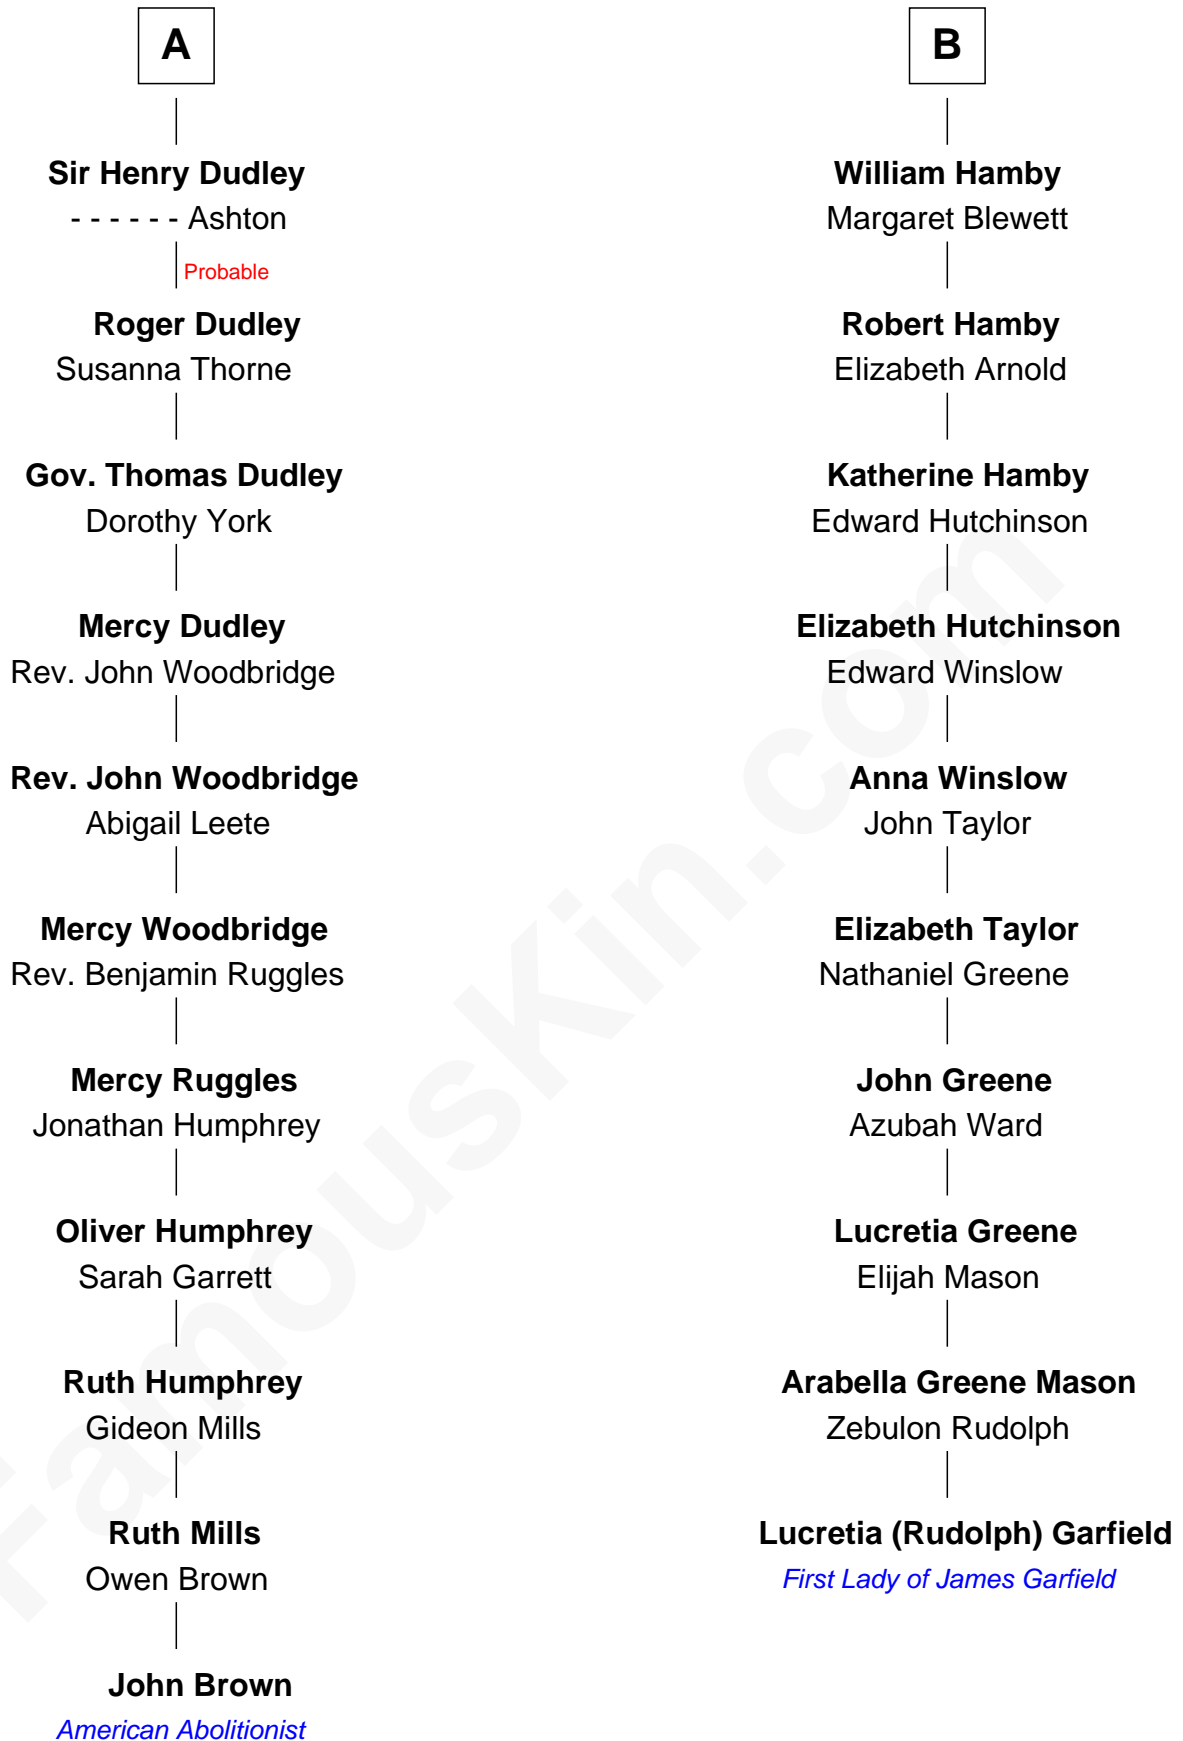 A
Sir Henry Dudley
- - - - - - Ashton
Probable
Roger Dudley
Susanna Thorne
Gov. Thomas Dudley
Dorothy York
Mercy Dudley
Rev. John Woodbridge
Rev. John Woodbridge
Abigail Leete
Mercy Woodbridge
Rev. Benjamin Ruggles
Mercy Ruggles
Jonathan Humphrey
Oliver Humphrey
Sarah Garrett
Ruth Humphrey
Gideon Mills
Ruth Mills
Owen Brown
John Brown
American Abolitionist
B
William Hamby
Margaret Blewett
Robert Hamby
Elizabeth Arnold
Katherine Hamby
Edward Hutchinson
Elizabeth Hutchinson
Edward Winslow
Anna Winslow
John Taylor
Elizabeth Taylor
Nathaniel Greene
John Greene
Azubah Ward
Lucretia Greene
Elijah Mason
Arabella Greene Mason
Zebulon Rudolph
Lucretia (Rudolph) Garfield
First Lady of James Garfield
FamousKin.com